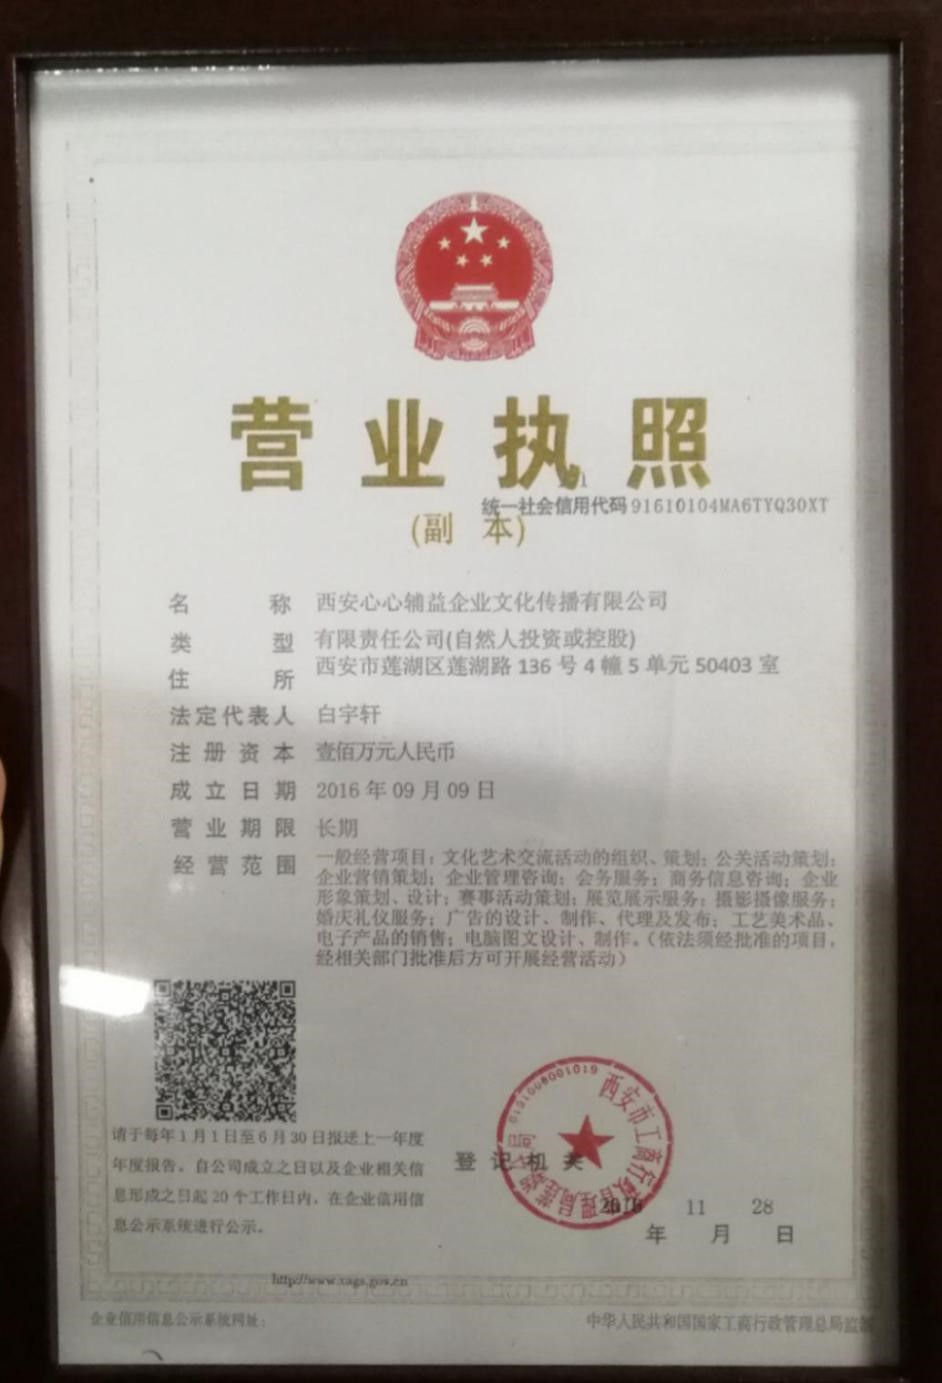 营业执照
统一社会信用代码 91610104MA6TYQ30XT
(副 本)
名 称 西安心心辅益企业文化传播有限公司
类 型 有限责任公司(自然人投资或控股)
住 所 西安市莲湖区莲湖路 136 号 4 幢 5 单元 50403 室
法定代表人 白宇轩
注册资本 壹佰万元人民币
成立日期 2016 年 09 月 09 日
营业期限 长期
经营范围 一般经营项目：文化艺术交流活动的组织、策划；公关活动策划；
企业营销策划；企业管理咨询；会务服务；商务信息咨询；企业
形象策划、设计；赛事活动策划；展览展示服务；摄影摄像服务；
婚庆礼仪服务；广告的设计、制作、代理及发布；工艺美术品、
电子产品的销售；电脑图文设计、制作。（依法须经批准的项目，
经相关部门批准后方可开展经营活动）
请于每年 1 月 1 日至 6 月 30 日报送上一年度
年度报告。自公司成立之日以及企业相关信
息形成之日起 20 个工作日内，在企业信用信
息公示系统进行公示。
登记机关
西安市工商行政管理局莲湖分局
2016 11 28
年 月 日
http://www.xags.gov.cn
企业信用信息公示系统网址：
中华人民共和国国家工商行政管理总局监制